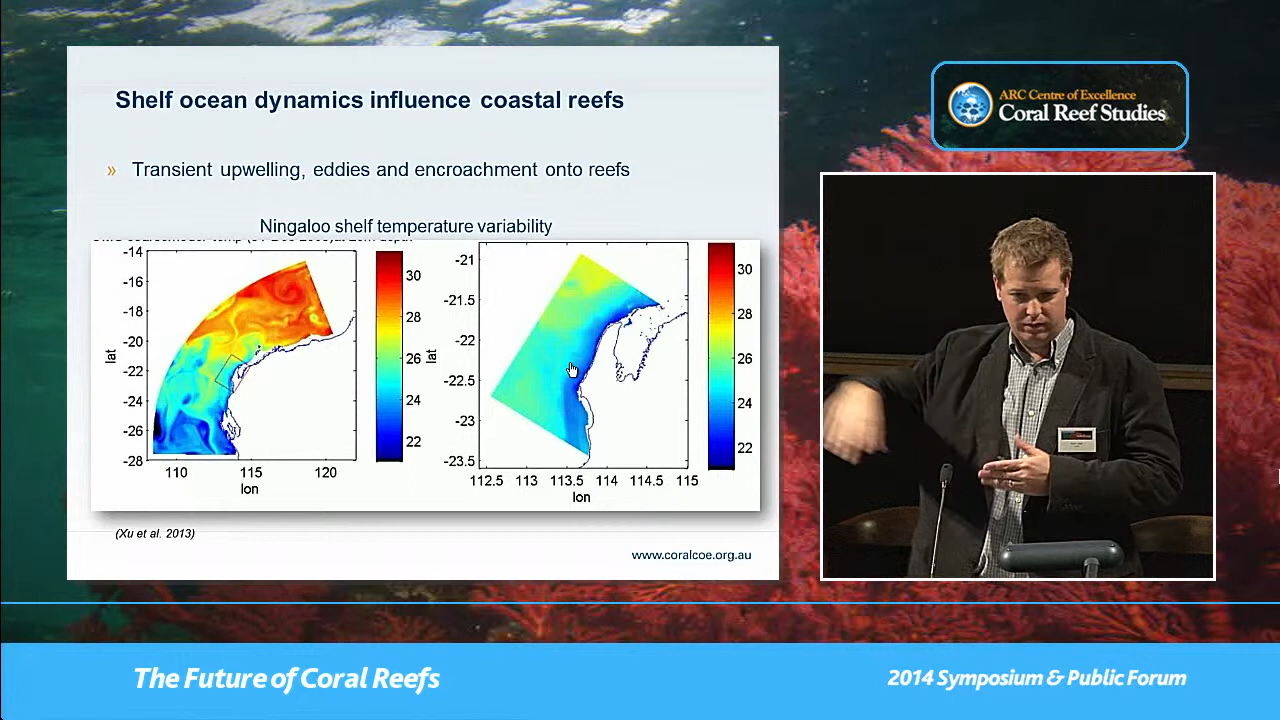 Shelf ocean dynamics influence coastal reefs
» Transient upwelling, eddies and encroachment onto reefs
Ningaloo shelf temperature variability
-14
-16
-18
-20
-22
-24
-26
-28
lat
110 115 120
lon
30
28
26
24
22
-21
-21.5
-22
-22.5
-23
-23.5
lat
112.5 113 113.5 114 114.5 115
lon
30
28
26
24
22
(Xu et al. 2013)
www.coralcoe.org.au
ARC Centre of Excellence
Coral Reef Studies
The Future of Coral Reefs
2014 Symposium & Public Forum